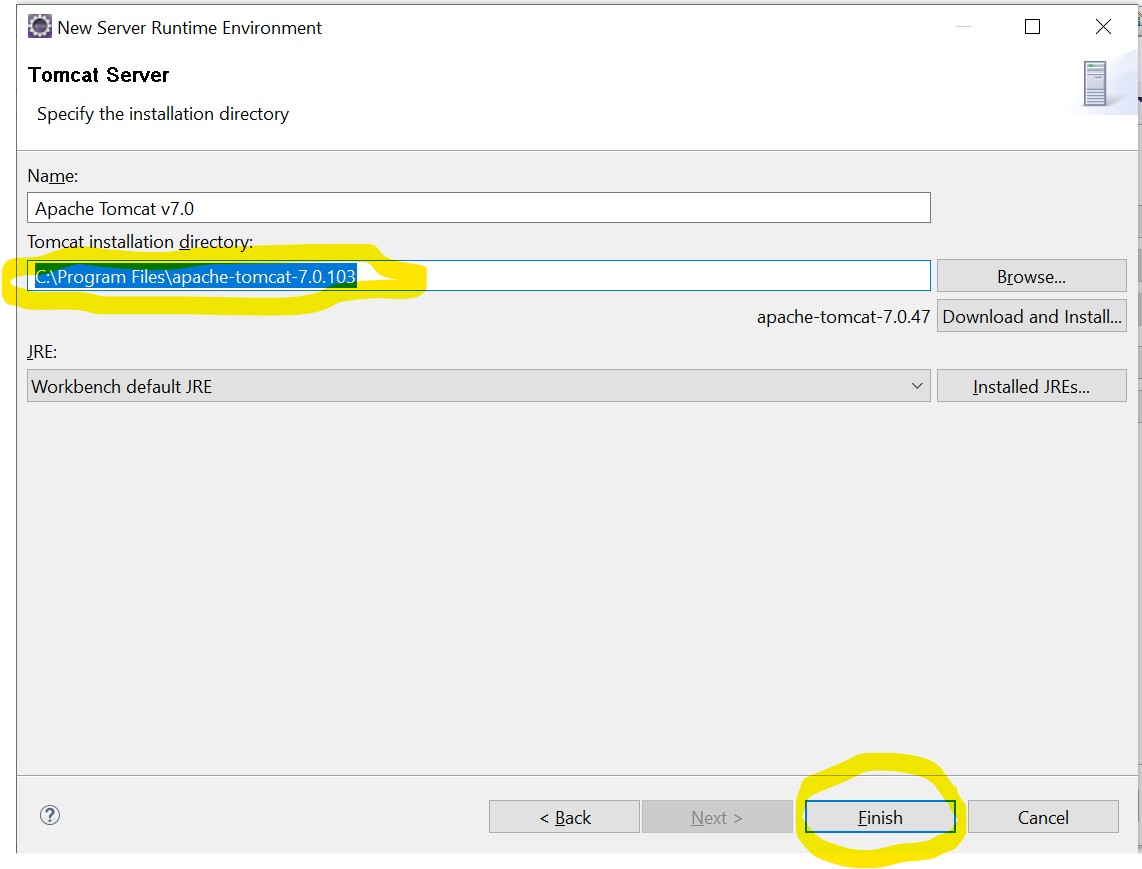 New Server Runtime Environment
Tomcat Server
Specify the installation directory
Name:
Apache Tomcat v7.0
Tomcat installation directory:
C:\Program Files\apache-tomcat-7.0.103
Browse...
apache-tomcat-7.0.47
Download and Install...
JRE:
Workbench default JRE
Installed JREs...
?
< Back
Next >
Finish
Cancel